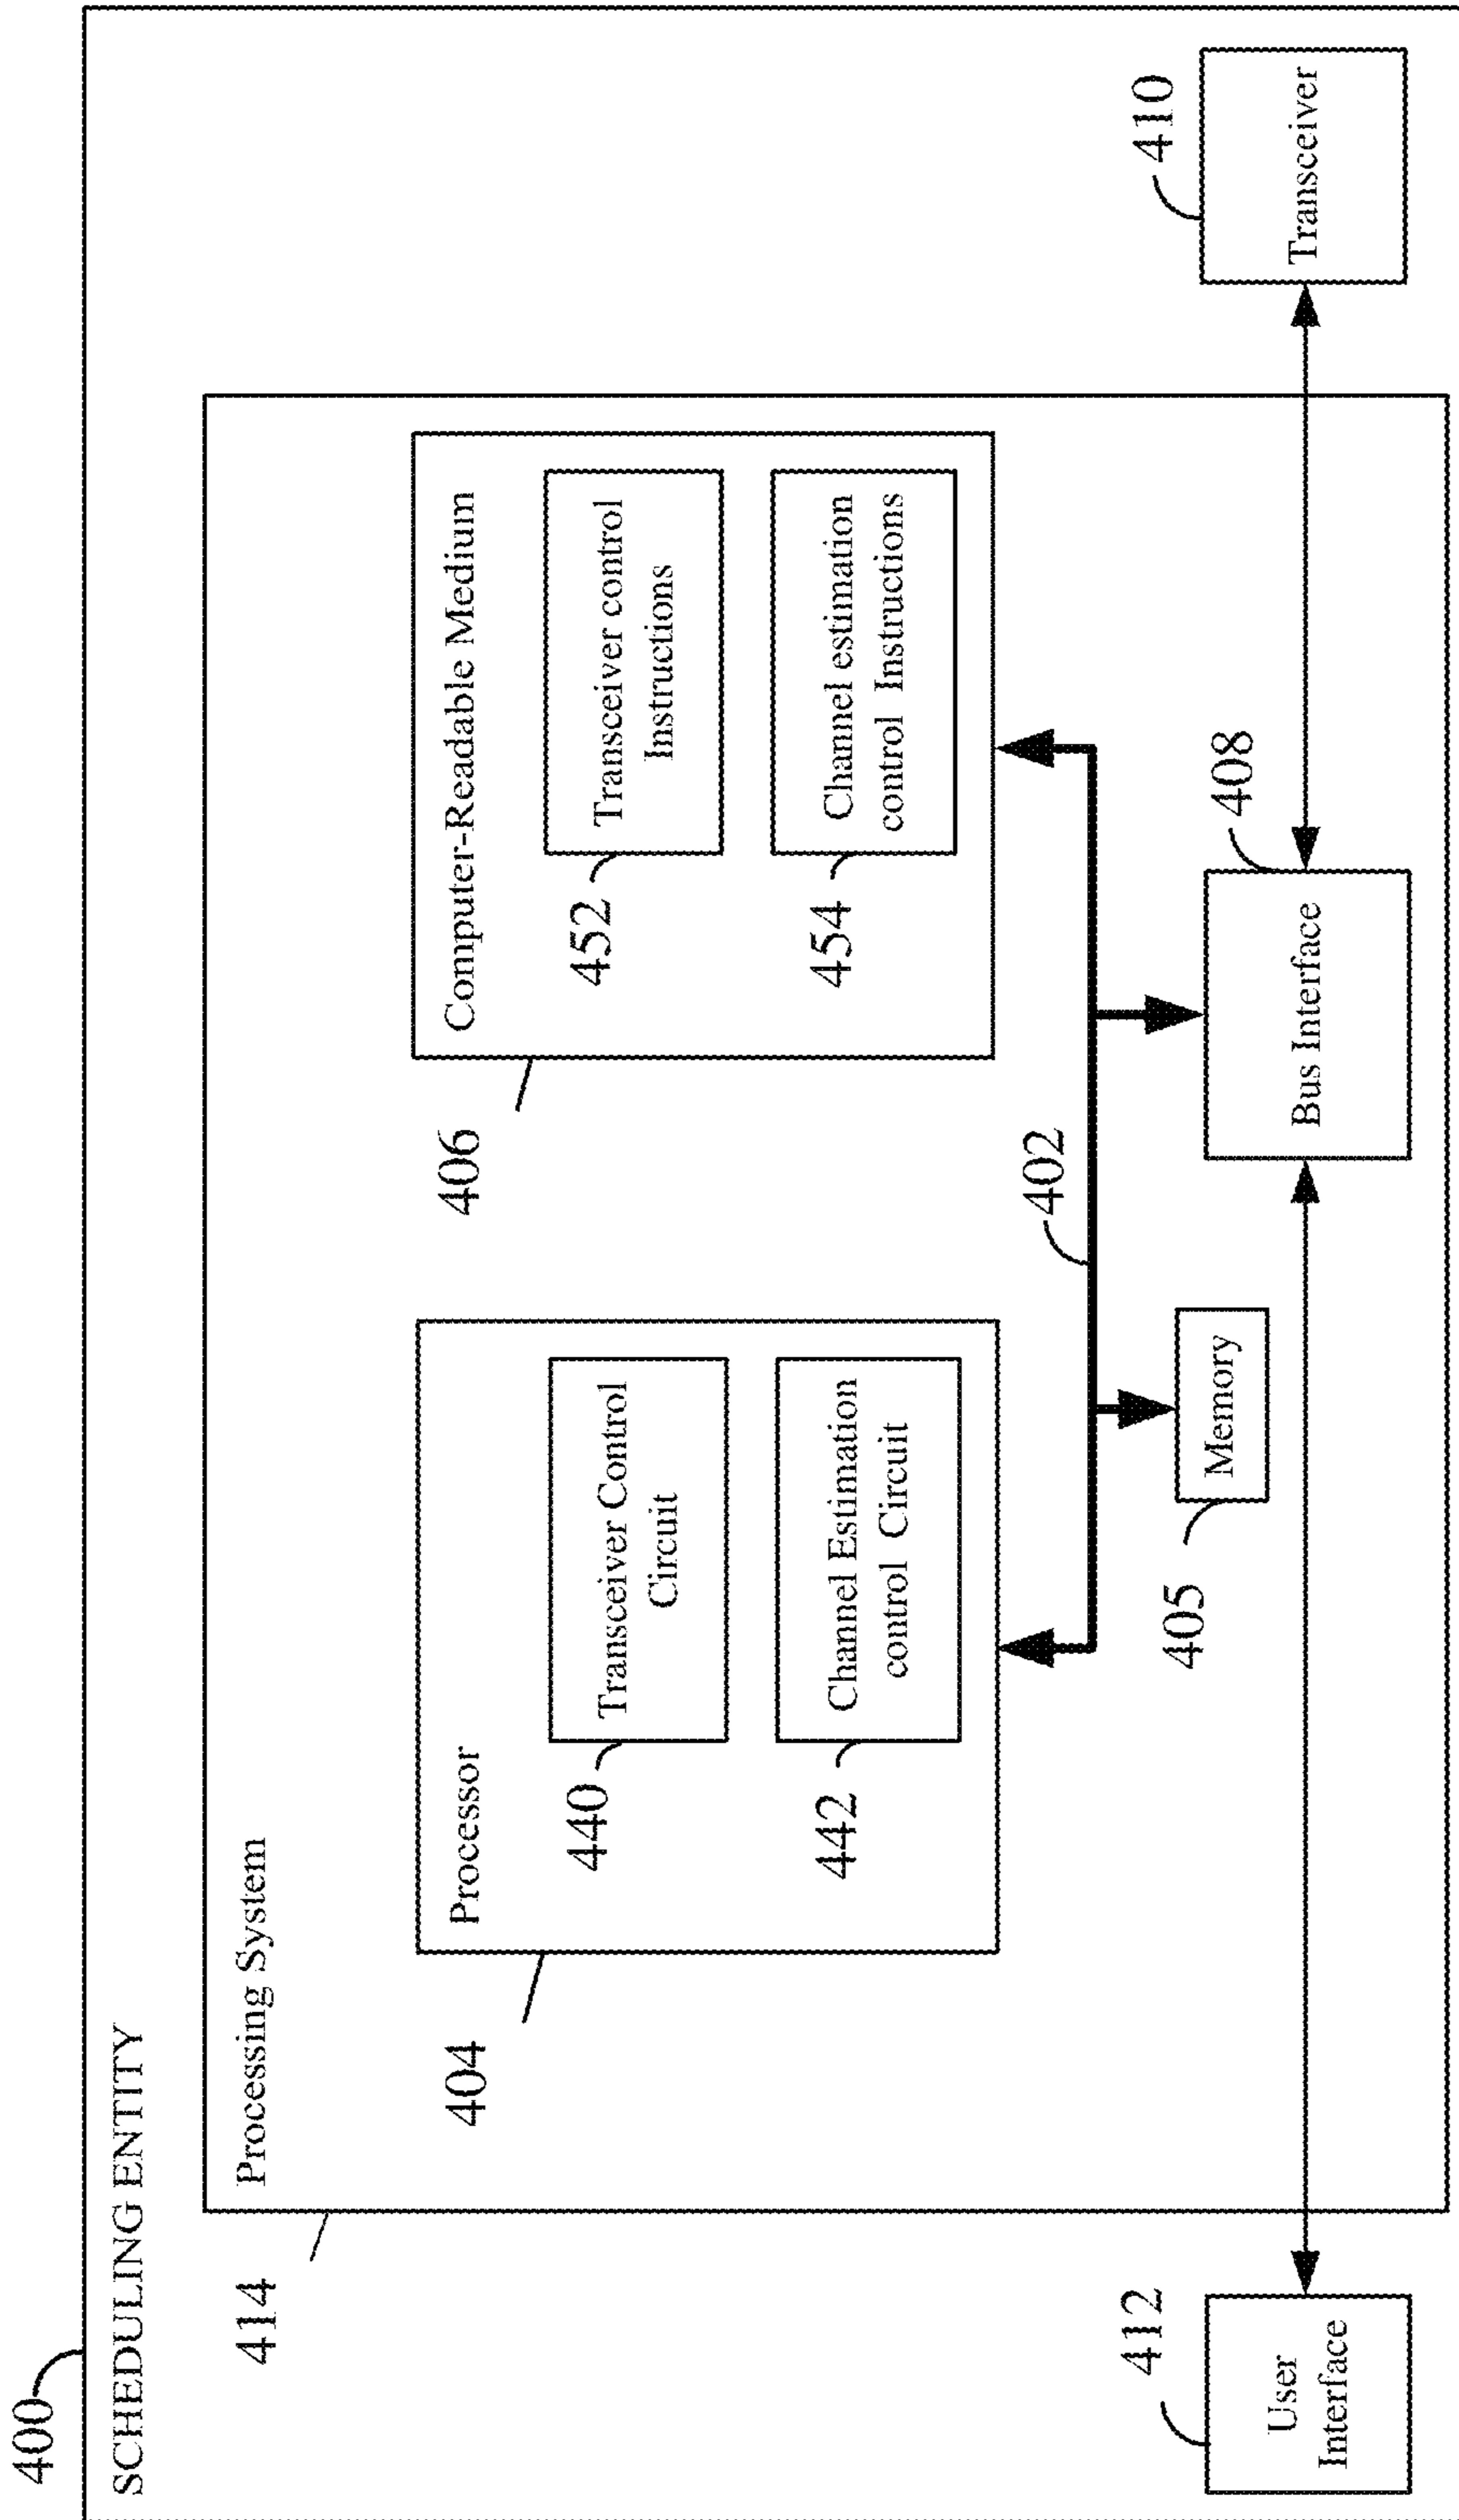 400
SCHEDULING ENTITY
414
Processing System
404
Processor
440
Transceiver Control
Circuit
442
Channel Estimation
control Circuit
406
Computer-Readable Medium
452
Transceiver control
Instructions
454
Channel estimation
control Instructions
402
405
Memory
408
Bus Interface
412
User
Interface
410
Transceiver